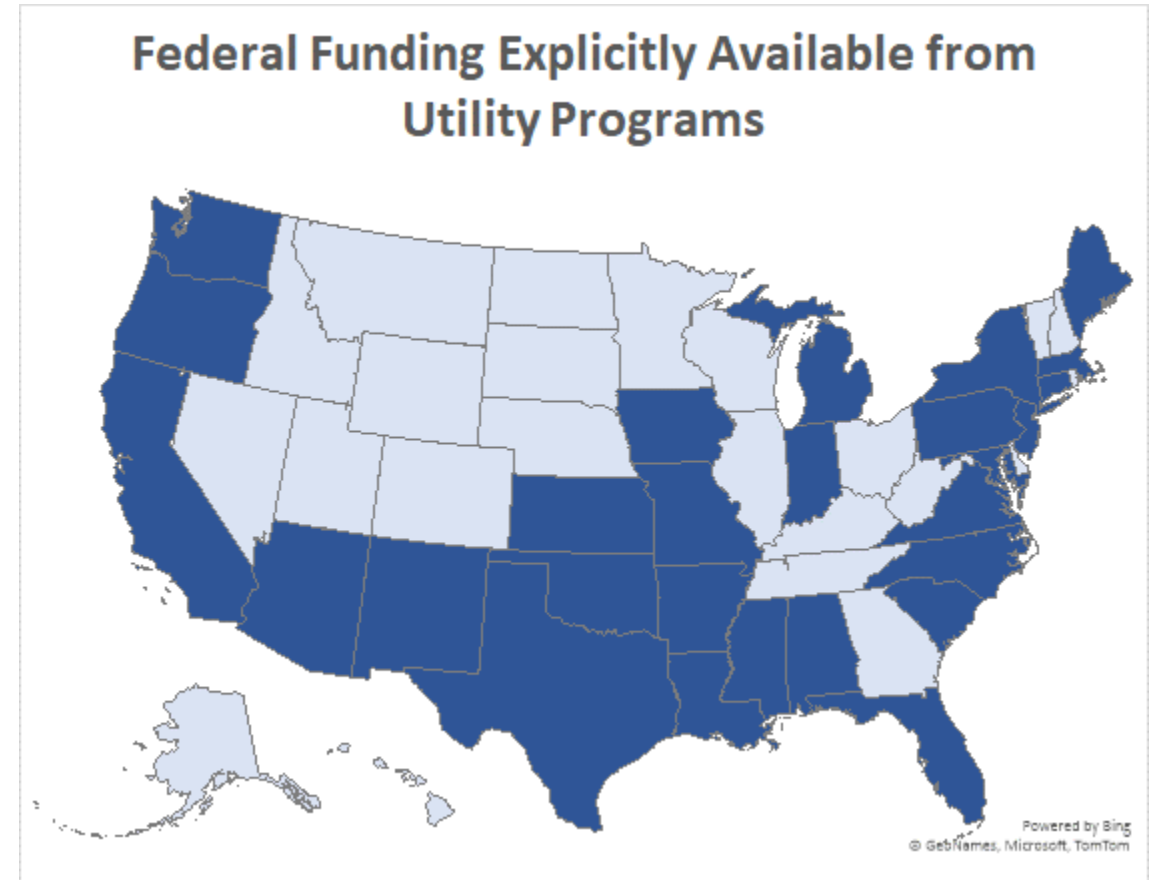 Federal Funding Explicitly Available from
Utility Programs
Powered by Bing
© GeoNames, Microsoft, TomTom